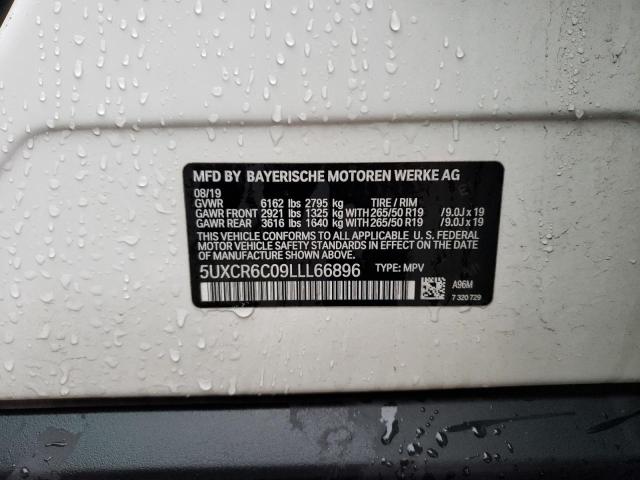 MFD BY BAYERISCHE MOTOREN WERKE AG
08/19
GVWR 6162 lbs 2795 kg TIRE / RIM
GAWR FRONT 2921 lbs 1325 kg WITH 265/50 R19 /9.0J x 19
GAWR REAR 3616 lbs 1640 kg WITH 265/50 R19 /9.0J x 19
THIS VEHICLE CONFORMS TO ALL APPLICABLE U. S. FEDERAL
MOTOR VEHICLE SAFETY STANDARDS IN EFFECT ON THE
DATE OF MANUFACTURE SHOWN ABOVE.
5UXCR6C09LLL66896 TYPE: MPV
A96M
7 320 729